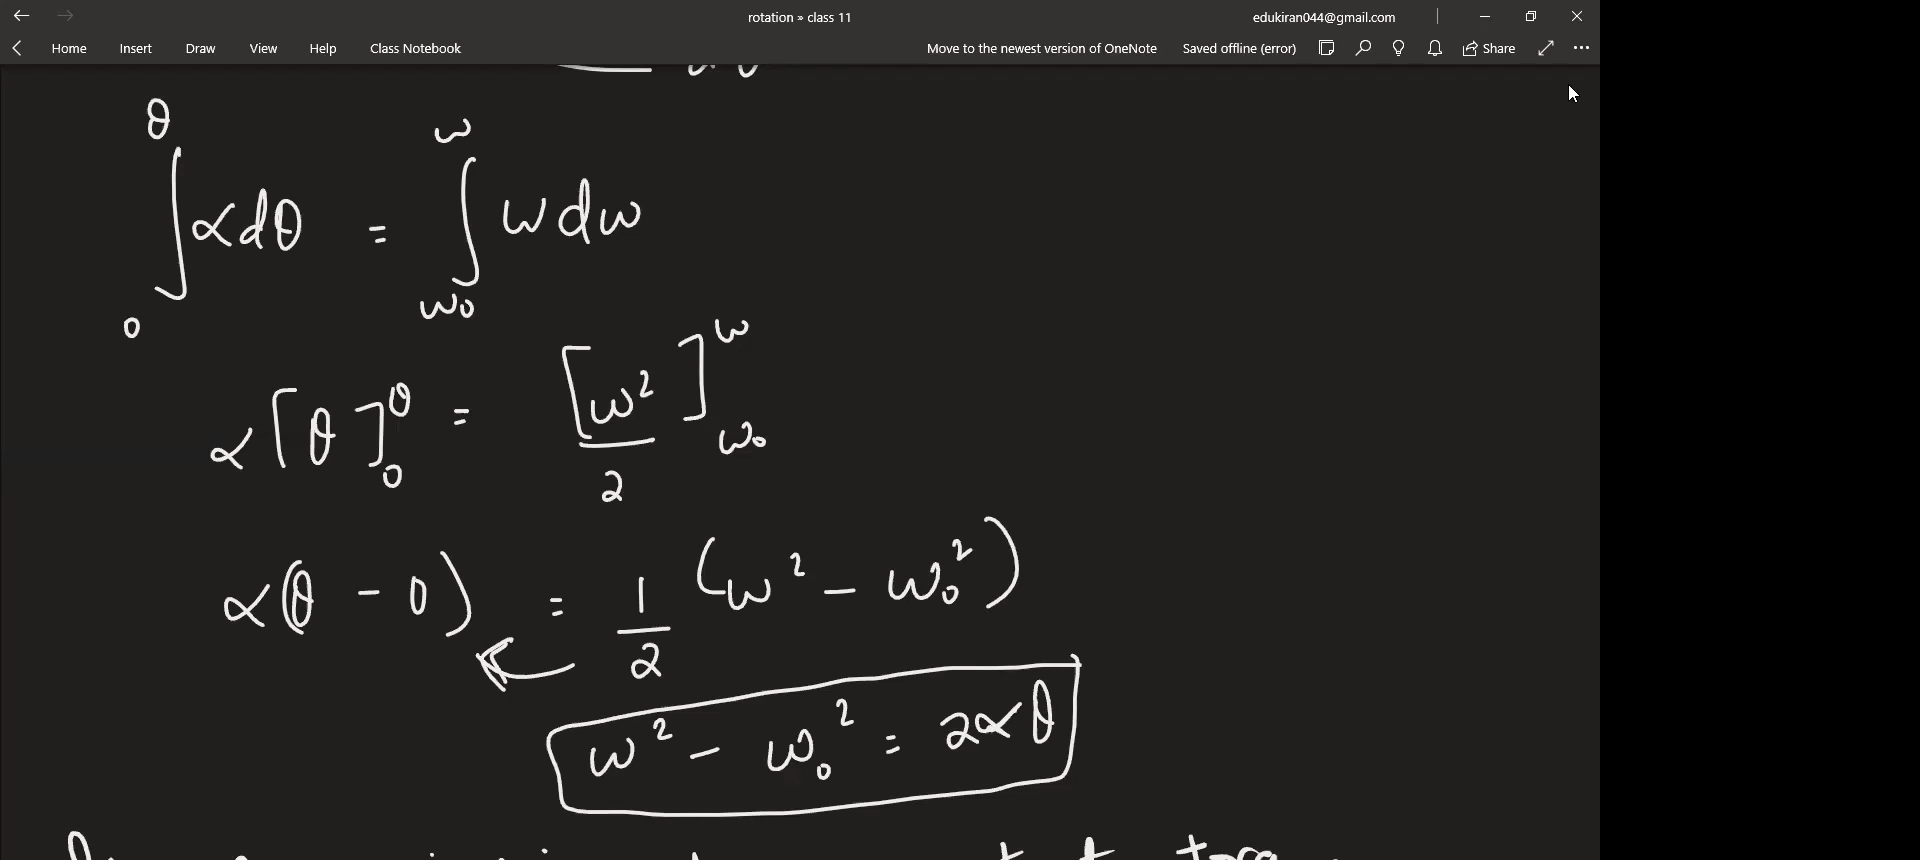 rotation » class 11
edukiran044@gmail.com
Home Insert Draw View Help Class Notebook
Move to the newest version of OneNote Saved offline (error) Share
∫₀^θ α dθ = ∫_ω₀^ω ω dω
α [θ]₀^θ = [ω²/2]_ω₀^ω
α(θ - 0) = 1/2 (ω² - ω₀²)
ω² - ω₀² = 2αθ